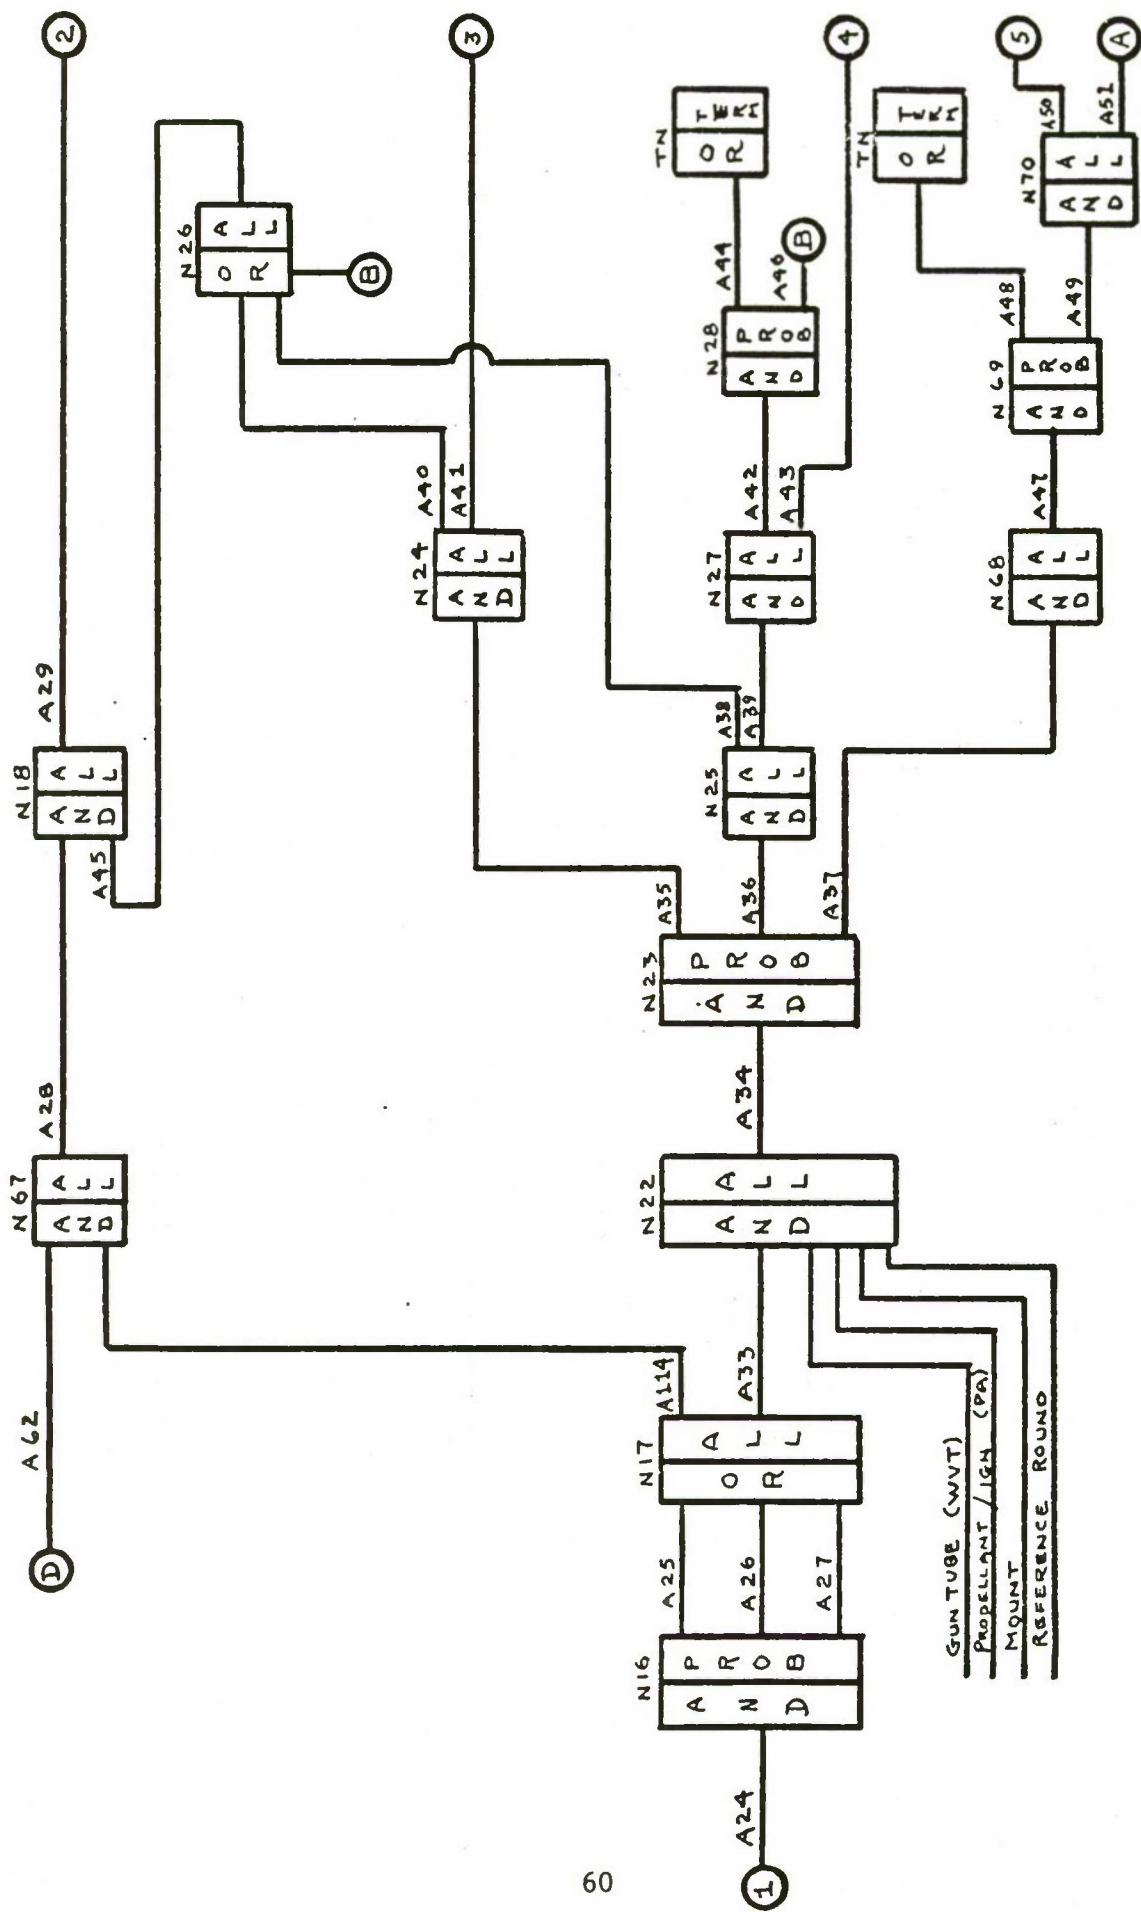 D
A62
N67
AND
ALL
A28
N18
AND
ALL
A45
A29
2
N26
OR
ALL
B
N24
AND
ALL
A40
A41
3
1
A24
N16
AND
PROB
A25
A26
A27
N17
OR
ALL
A114
A33
N22
AND
ALL
A34
N23
AND
PROB
A35
A36
A37
N25
AND
ALL
A38
A39
N27
AND
ALL
A42
A43
N28
AND
PROB
A44
A46
B
TN
OR
TERM
4
GUN TUBE (WVT)
PROPELLANT/IGN (PA)
MOUNT
REFERENCE ROUND
N68
AND
ALL
A47
N69
AND
PROB
A48
A49
TN
OR
TERM
N70
AND
ALL
A50
A51
5
A
60